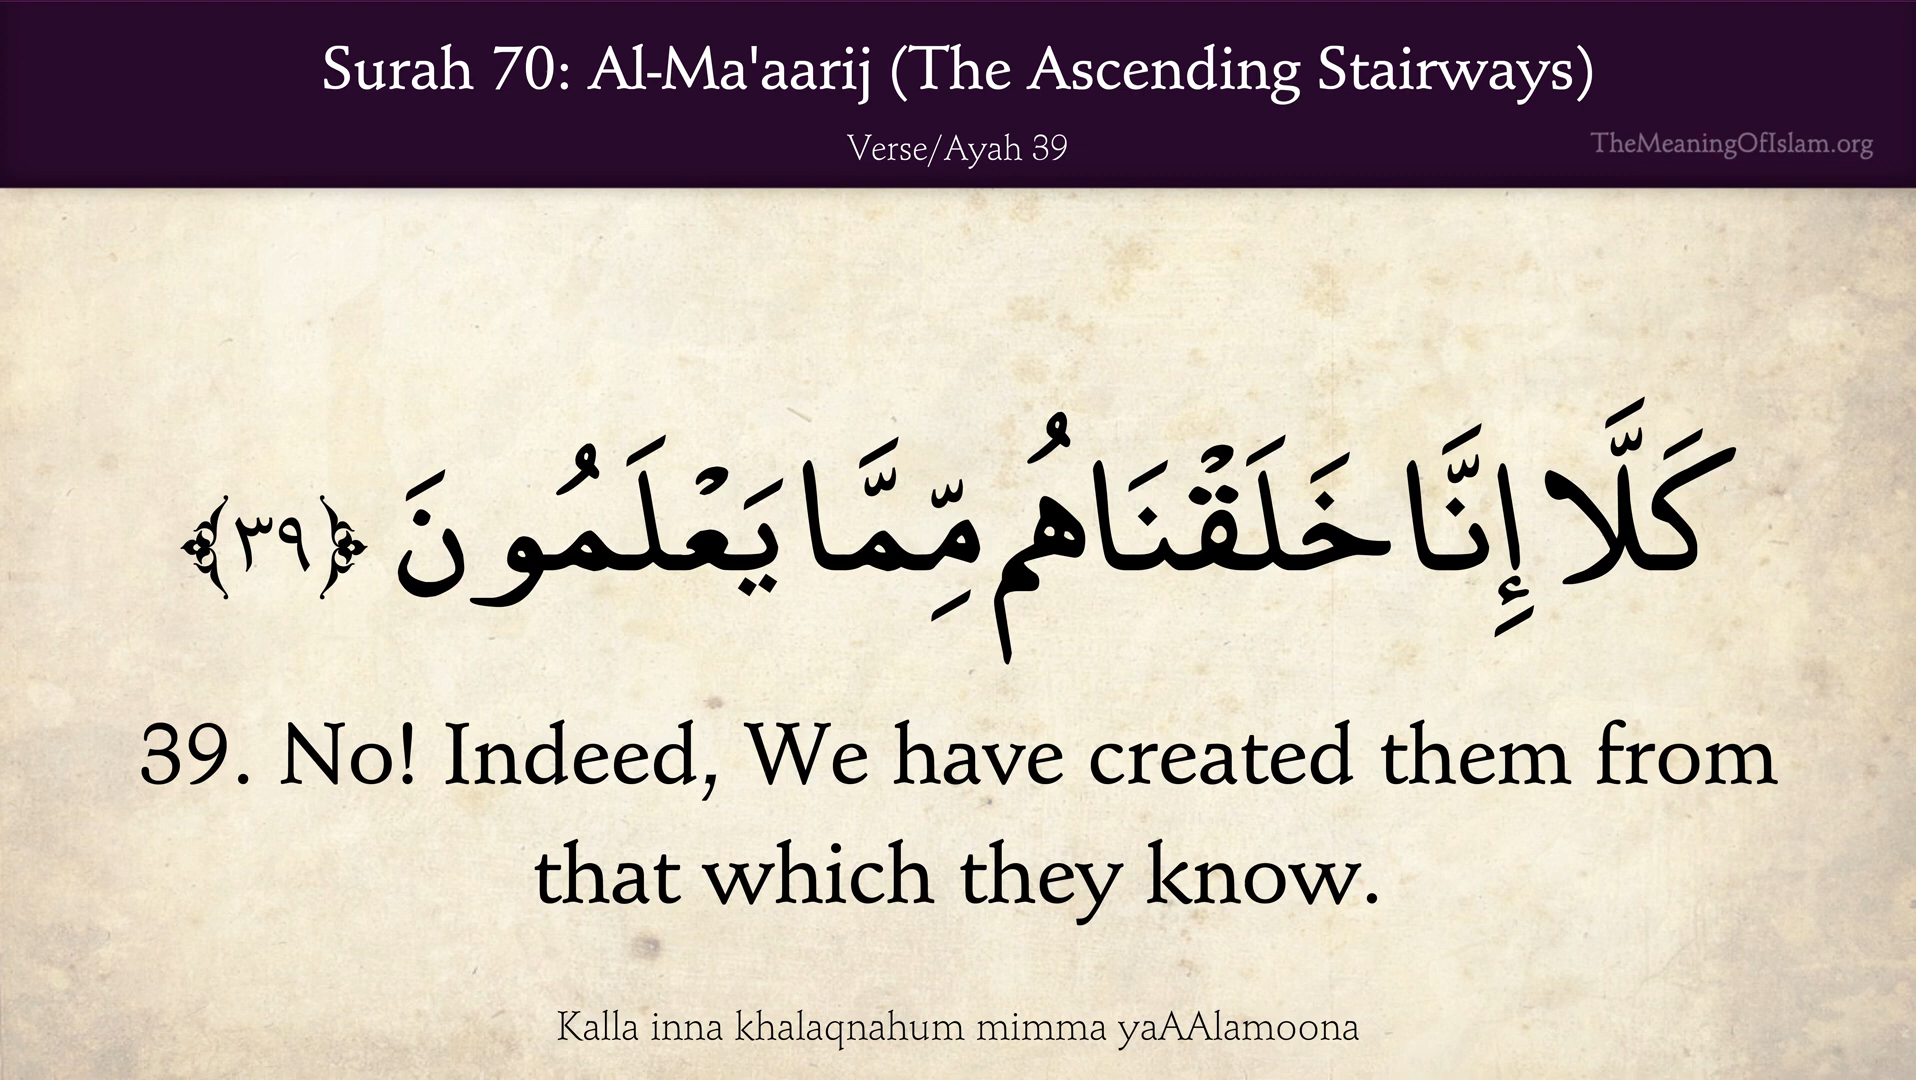 Surah 70: Al-Ma'aarij (The Ascending Stairways)
Verse/Ayah 39
TheMeaningOfIslam.org
كَلَّا إِنَّا خَلَقْنَاهُم مِّمَّا يَعْلَمُونَ ﴿٣٩﴾
39. No! Indeed, We have created them from
that which they know.
Kalla inna khalaqnahum mimma yaAAlamoona